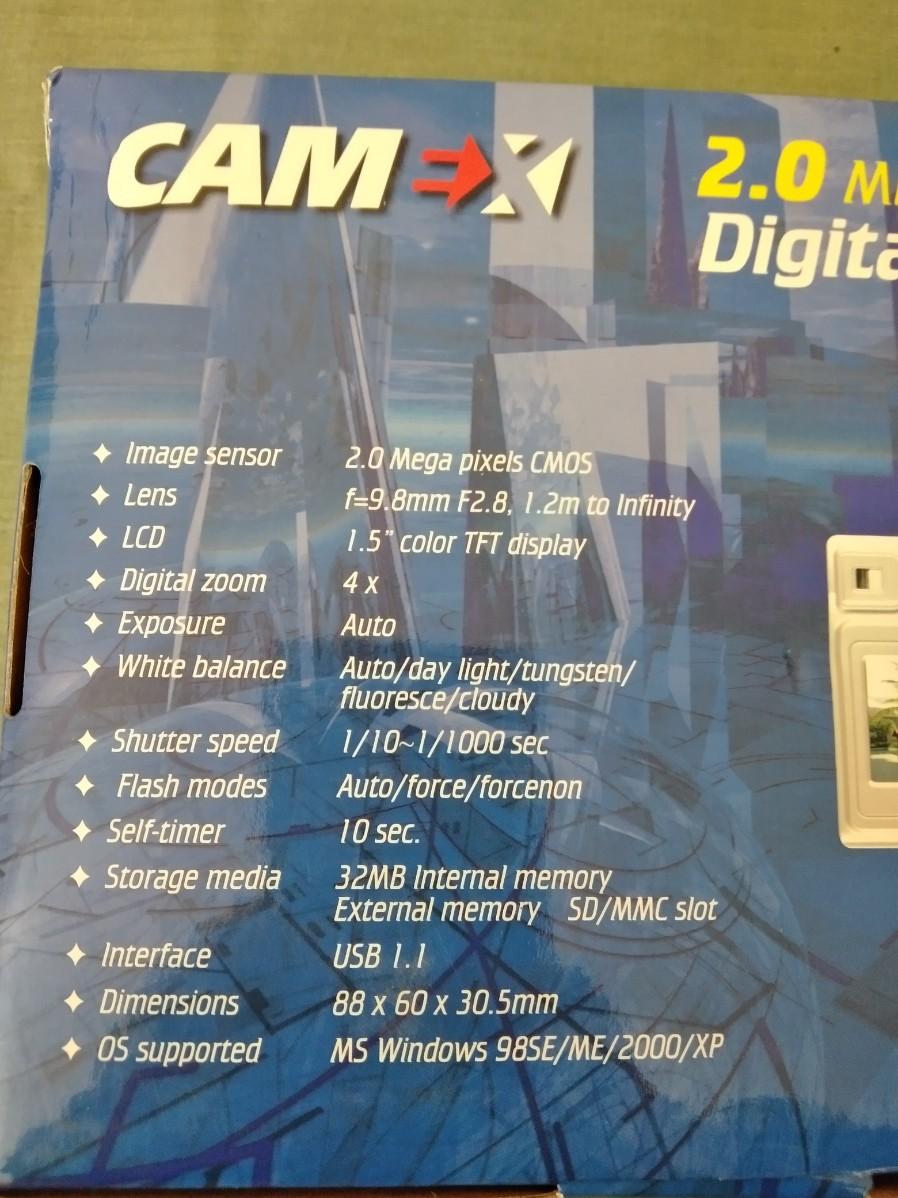 CAM X
2.0
Digita
✦ Image sensor 2.0 Mega pixels CMOS
✦ Lens f=9.8mm F2.8, 1.2m to Infinity
✦ LCD 1.5" color TFT display
✦ Digital zoom 4 x
✦ Exposure Auto
✦ White balance Auto/day light/tungsten/
fluoresce/cloudy
✦ Shutter speed 1/10~1/1000 sec
✦ Flash modes Auto/force/forcenon
✦ Self-timer 10 sec.
✦ Storage media 32MB Internal memory
External memory SD/MMC slot
✦ Interface USB 1.1
✦ Dimensions 88 x 60 x 30.5mm
✦ OS supported MS Windows 98SE/ME/2000/XP